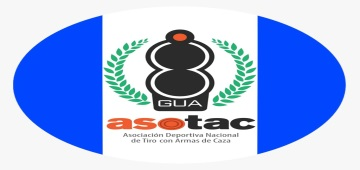 GUA
asotac
Asociación Deportiva Nacional
de Tiro con Armas de Caza